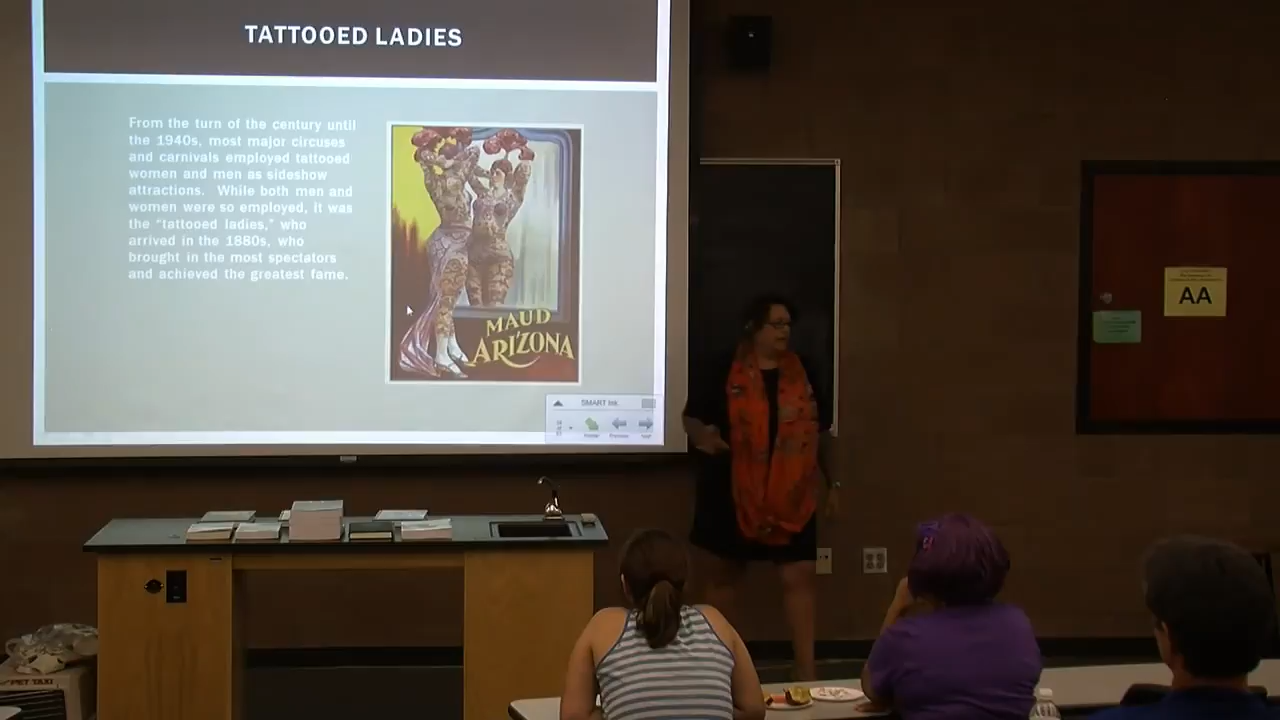 TATTOOED LADIES
From the turn of the century until
the 1940s, most major circuses
and carnivals employed tattooed
women and men as sideshow
attractions. While both men and
women were so employed, it was
the "tattooed ladies," who
arrived in the 1880s, who
brought in the most spectators
and achieved the greatest fame.
MAUD
ARIZONA
SMART Ink
Previous
AA
PET TAXI